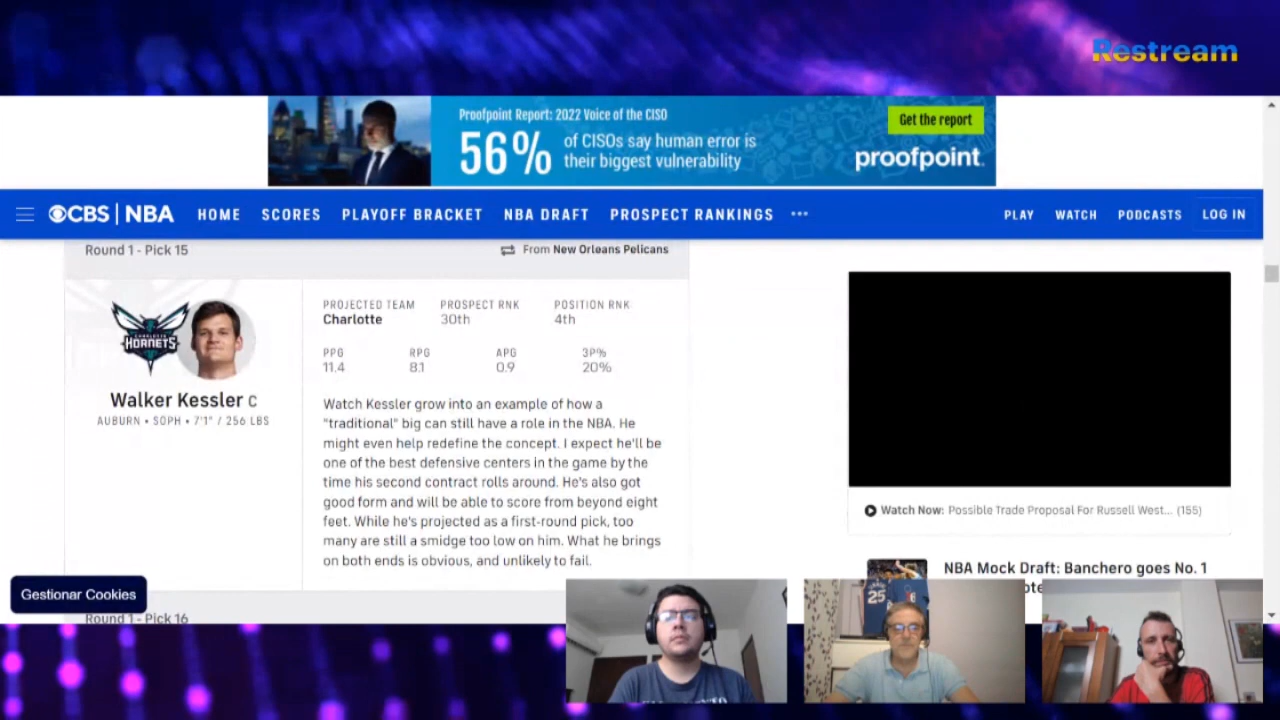 Restream
Proofpoint Report: 2022 Voice of the CISO
56%
of CISOs say human error is
their biggest vulnerability
Get the report
proofpoint.
CBS | NBA
HOME
SCORES
PLAYOFF BRACKET
NBA DRAFT
PROSPECT RANKINGS
...
PLAY
WATCH
PODCASTS
LOG IN
Round 1 - Pick 15
From New Orleans Pelicans
HORNETS
Walker Kessler C
AUBURN • SOPH • 7'1" / 256 LBS
PROJECTED TEAM
Charlotte
PROSPECT RNK
30th
POSITION RNK
4th
PPG
11.4
RPG
8.1
APG
0.9
3P%
20%
Watch Kessler grow into an example of how a
"traditional" big can still have a role in the NBA. He
might even help redefine the concept. I expect he'll be
one of the best defensive centers in the game by the
time his second contract rolls around. He's also got
good form and will be able to score from beyond eight
feet. While he's projected as a first-round pick, too
many are still a smidge too low on him. What he brings
on both ends is obvious, and unlikely to fail.
Watch Now: Possible Trade Proposal For Russell West... (155)
NBA Mock Draft: Banchero goes No. 1
Gestionar Cookies
Round 1 - Pick 16
25
6